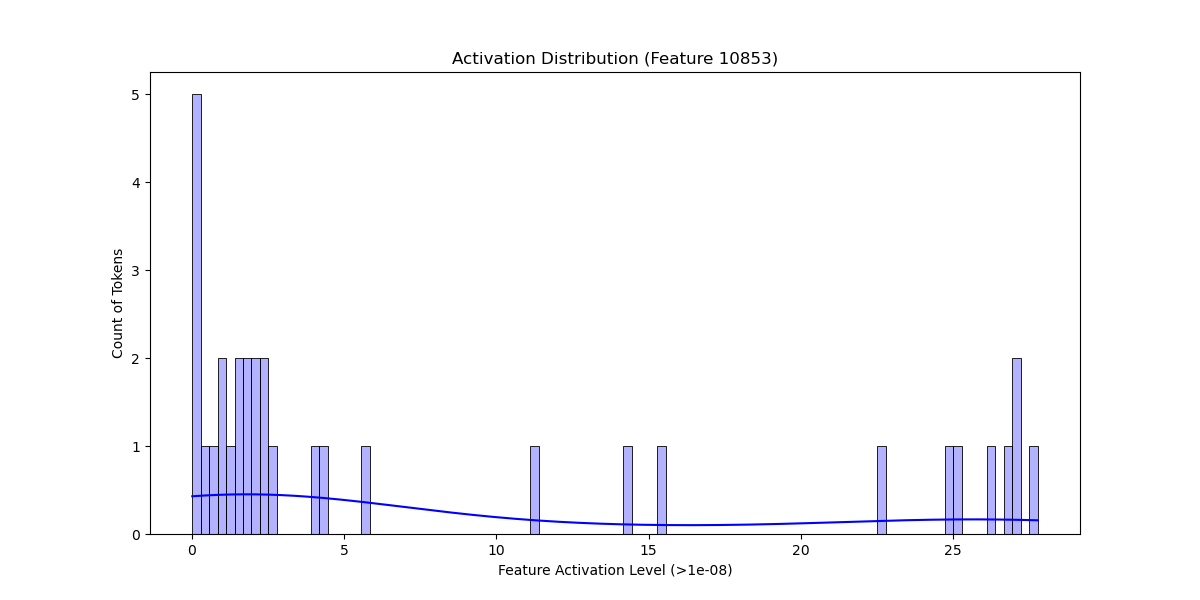 Activation Distribution (Feature 10853)
5
4
3
2
1
0
Count of Tokens
0 5 10 15 20 25
Feature Activation Level (>1e-08)